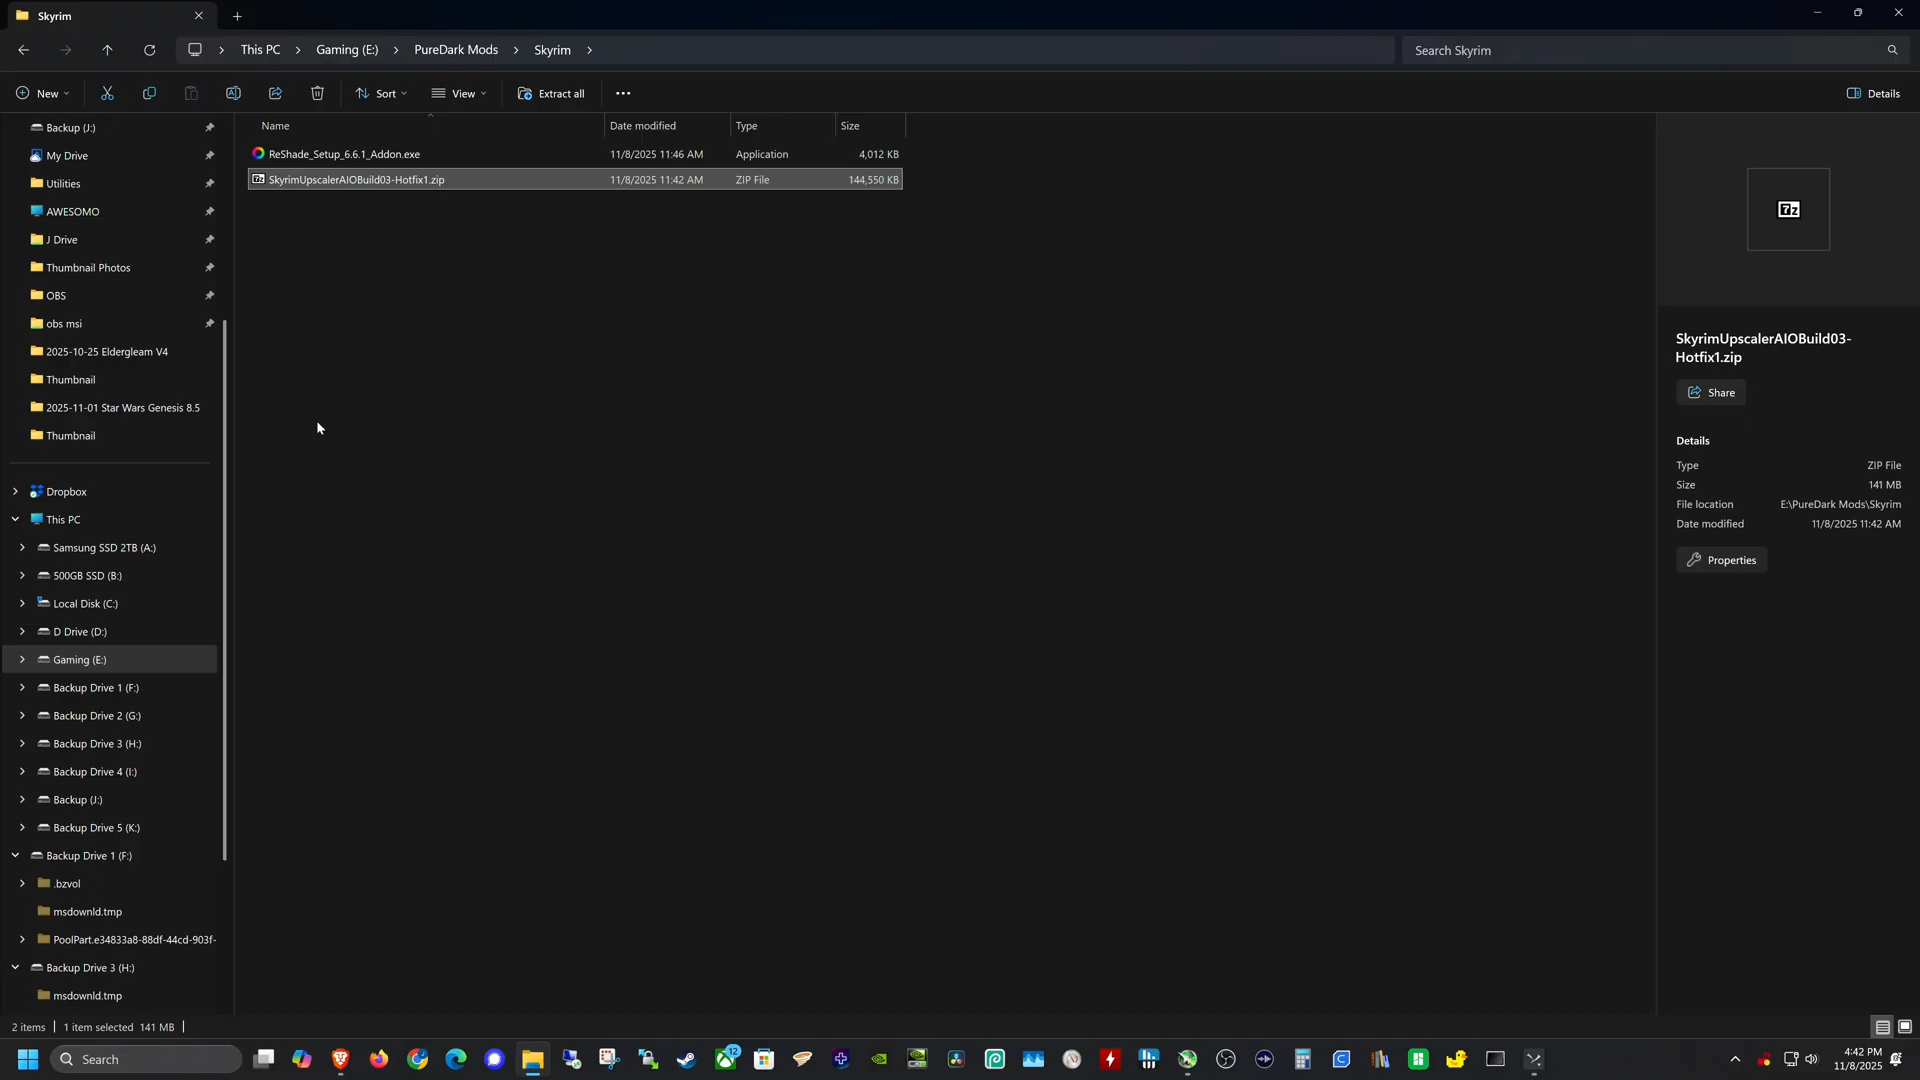 Skyrim
This PC
Gaming (E:)
PureDark Mods
Skyrim
Search Skyrim
New
Sort
View
Extract all
Details
Backup (J:)
My Drive
Utilities
AWESOMO
J Drive
Thumbnail Photos
OBS
obs msi
2025-10-25 Eldergleam V4
Thumbnail
2025-11-01 Star Wars Genesis 8.5
Thumbnail
Dropbox
This PC
Samsung SSD 2TB (A:)
500GB SSD (B:)
Local Disk (C:)
D Drive (D:)
Gaming (E:)
Backup Drive 1 (F:)
Backup Drive 2 (G:)
Backup Drive 3 (H:)
Backup Drive 4 (I:)
Backup (J:)
Backup Drive 5 (K:)
Backup Drive 1 (F:)
.bzvol
msdownld.tmp
PoolPart.e34833a8-88df-44cd-903f-
Backup Drive 3 (H:)
msdownld.tmp
Name Date modified Type Size
ReShade_Setup_6.6.1_Addon.exe 11/8/2025 11:46 AM Application 4,012 KB
SkyrimUpscalerAIOBuild03-Hotfix1.zip 11/8/2025 11:42 AM ZIP File 144,550 KB
7z
SkyrimUpscalerAIOBuild03-
Hotfix1.zip
Share
Details
Type ZIP File
Size 141 MB
File location E:\PureDark Mods\Skyrim
Date modified 11/8/2025 11:42 AM
Properties
2 items 1 item selected 141 MB
Search
12
4:42 PM
11/8/2025